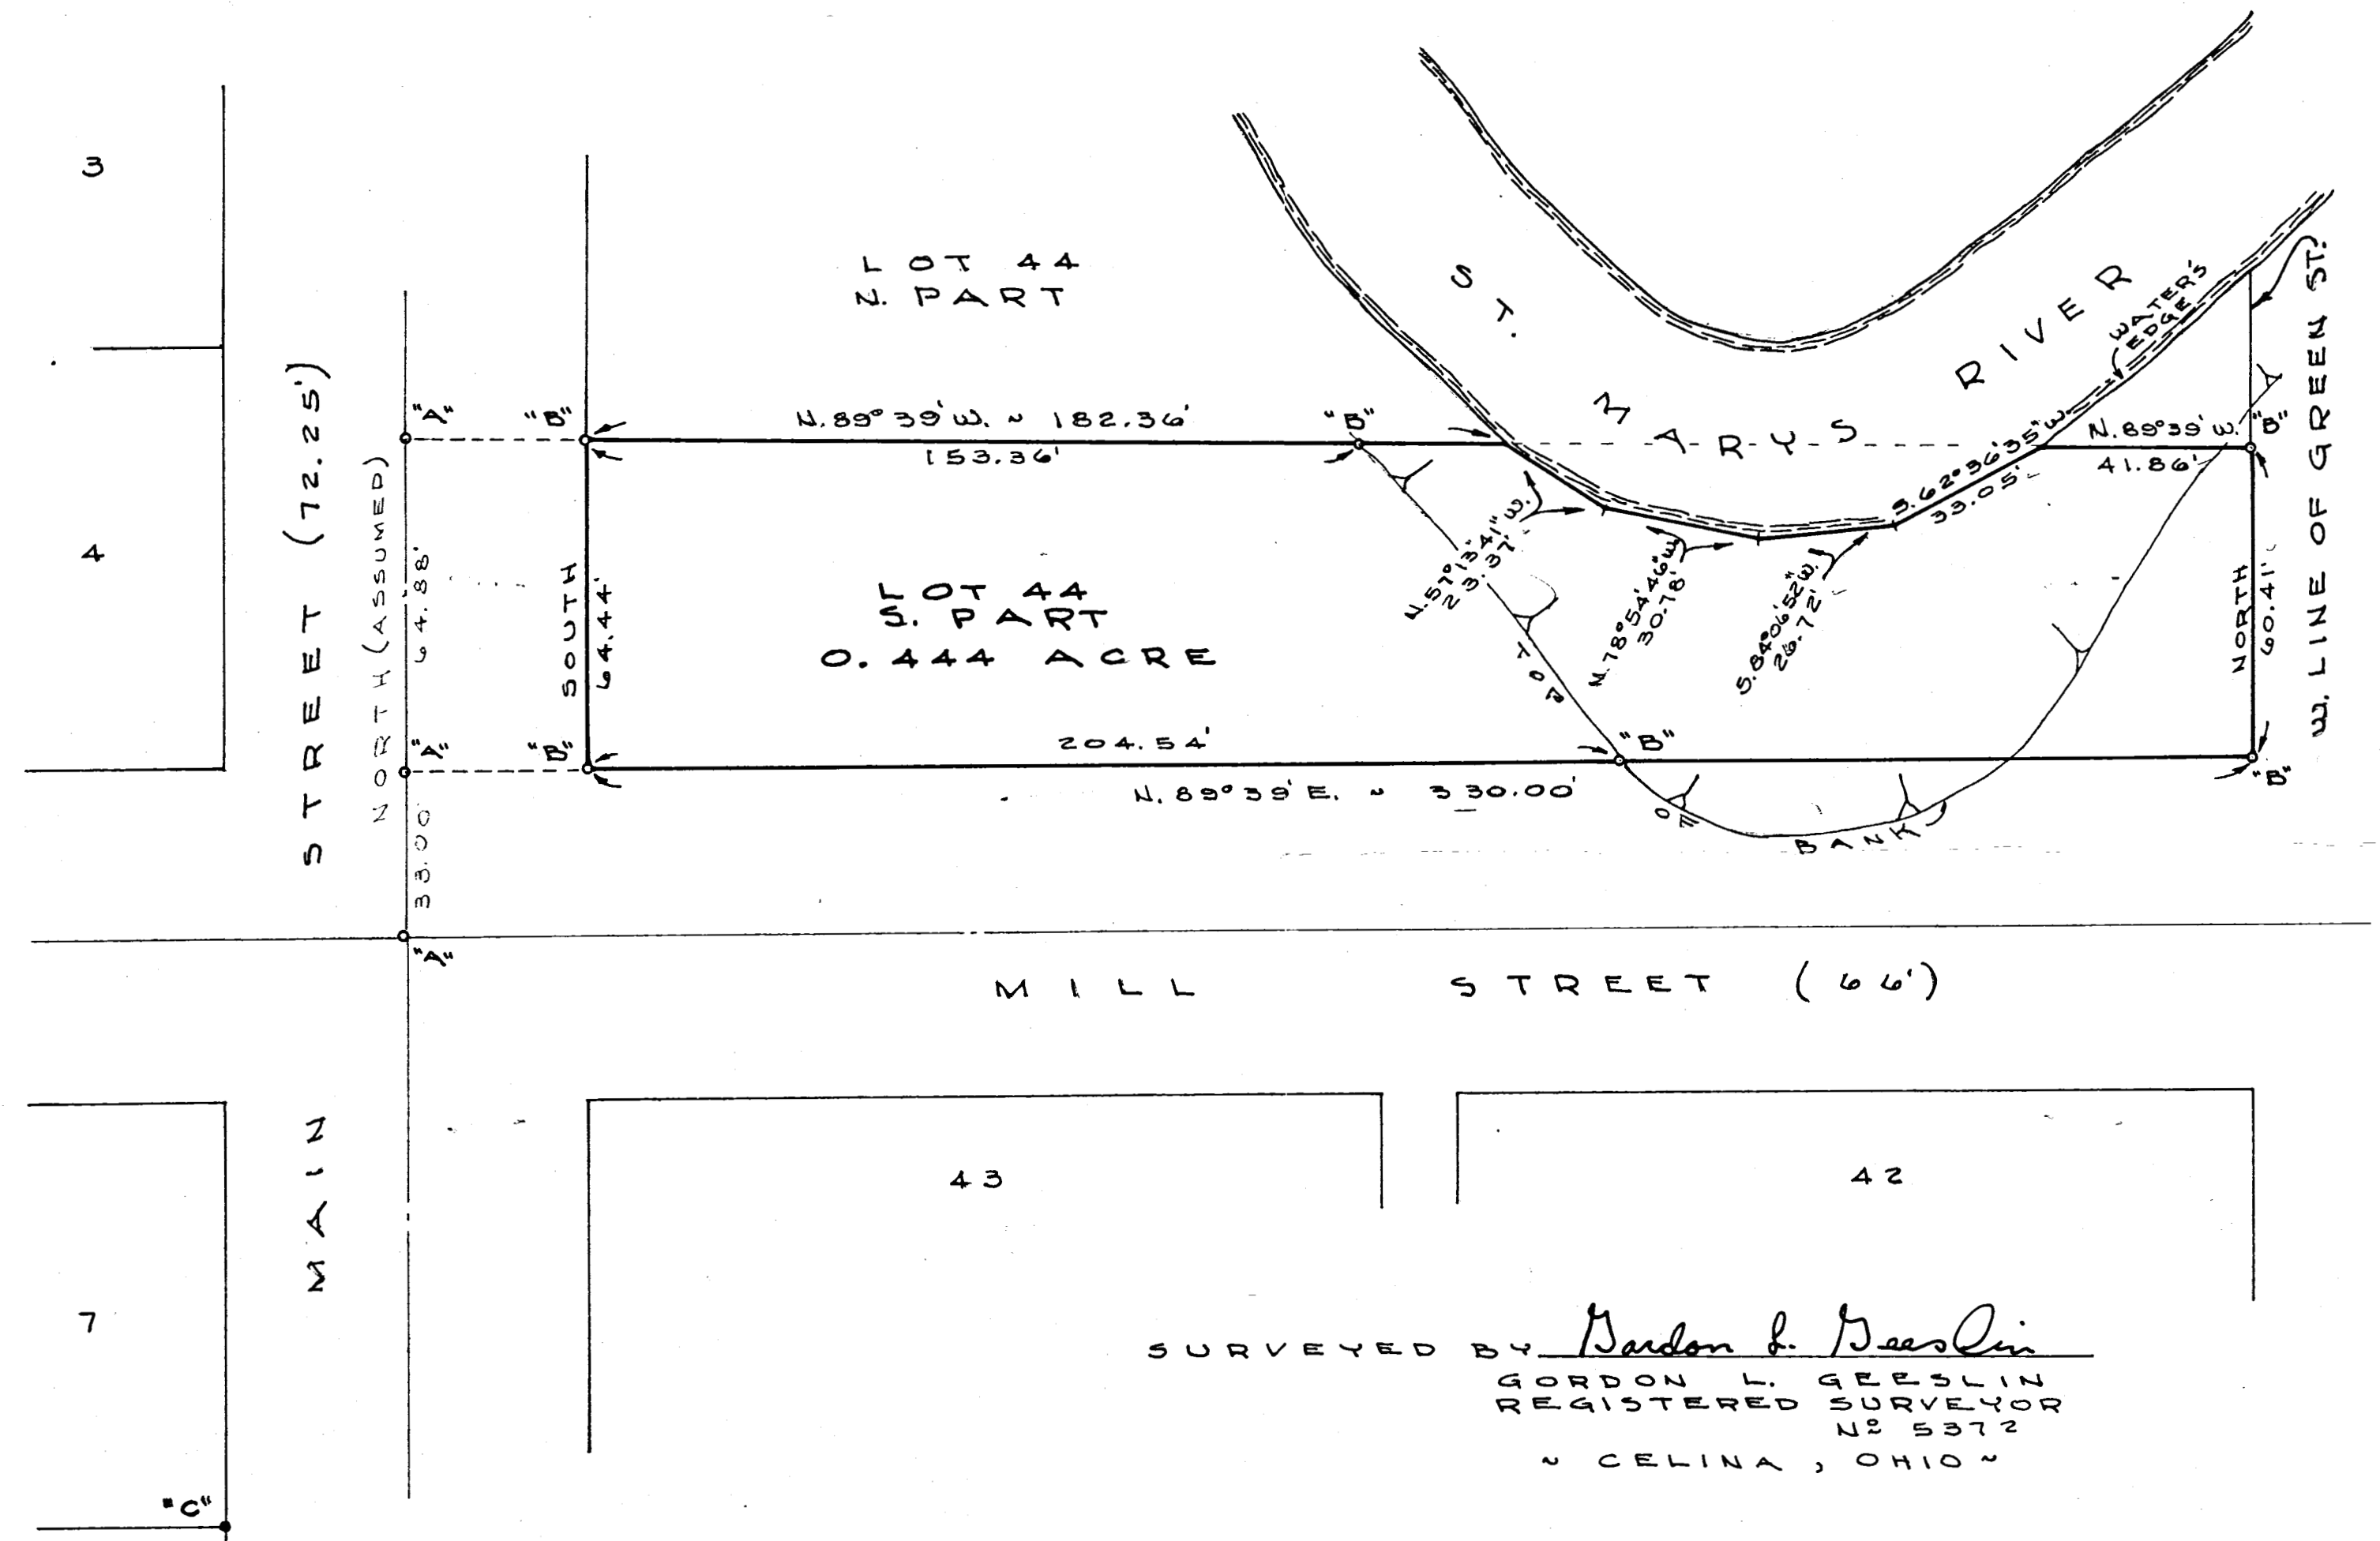 3
4
7
STREET (72.25')
MAIN
NORTH (ASSUMED)
64.88'
33.00'
"A"
"A"
"A"
"B"
"B"
"B"
"B"
"B"
"B"
"C"
LOT 44
N. PART
N. 89° 39' W. ~ 182.36'
153.36'
SOUTH
64.44'
LOT 44
S. PART
0.444 ACRE
204.54'
N. 89° 39' E. ~ 330.00'
ST. MARYS RIVER
WATER'S
EDGE
N. 57° 13' 41" W.
23.37'
N. 78° 54' 46" W.
30.78'
S. 84° 06' 52" W.
26.72'
S. 62° 36' 35" W.
33.05'
N. 89° 39' W.
41.86'
NORTH
60.41'
W. LINE OF GREEN ST.
TOP OF BANK
MILL STREET (66')
43
42
SURVEYED BY Gordon L. Geeslin
GORDON L. GEESLIN
REGISTERED SURVEYOR
Nº 5372
~ CELINA, OHIO ~